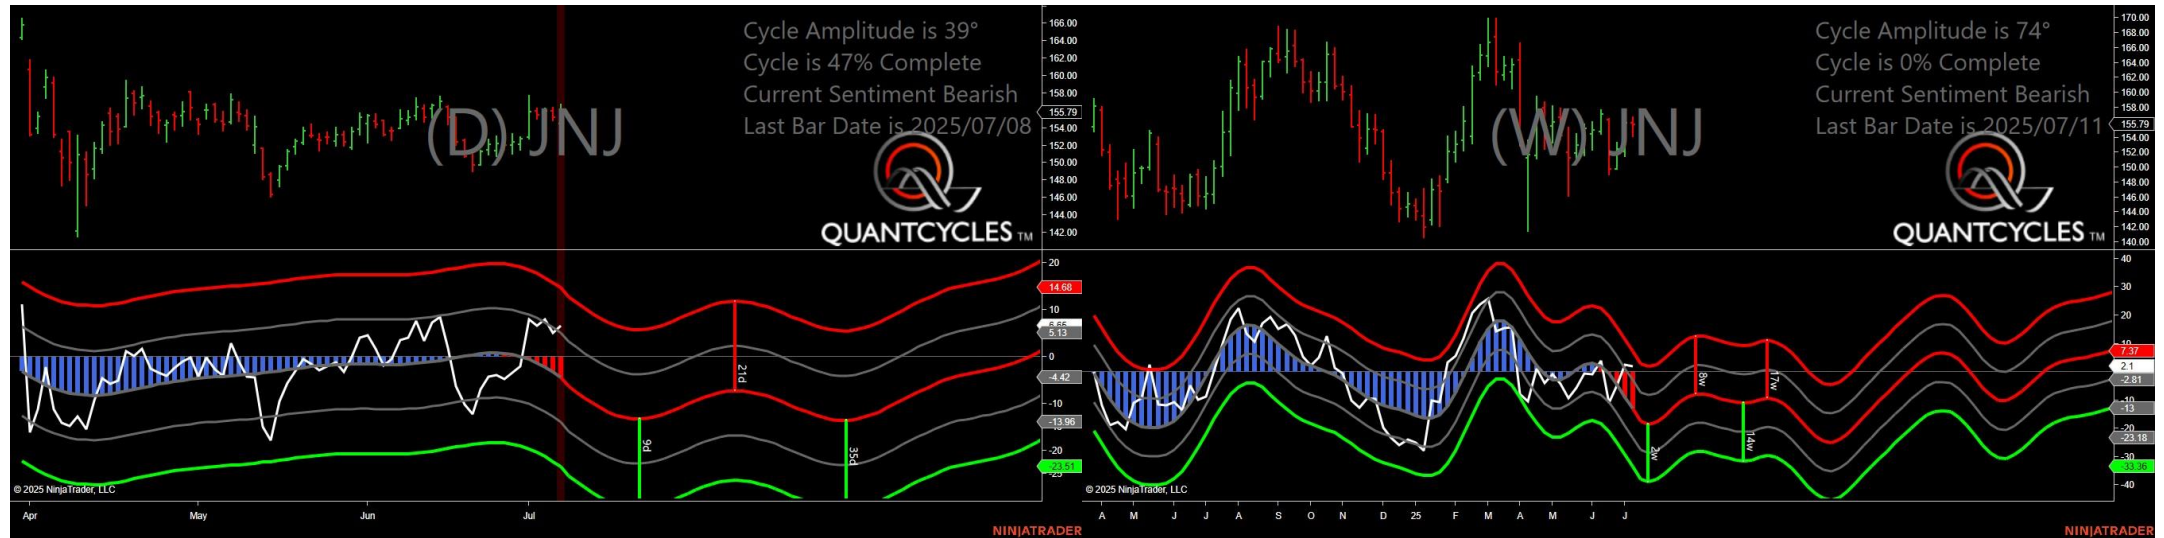 Cycle Amplitude is 39°
Cycle is 47% Complete
Current Sentiment Bearish
Last Bar Date is 2025/07/08
(D) JNJ
QUANTCYCLES TM
166.00
164.00
162.00
160.00
158.00
155.79
154.00
152.00
150.00
148.00
146.00
144.00
142.00
20
14.68
10
5.13
0
-4.42
-10
-13.96
-20
-23.51
21d
9d
35d
© 2025 NinjaTrader, LLC
Apr May Jun Jul
NINJATRADER
Cycle Amplitude is 74°
Cycle is 0% Complete
Current Sentiment Bearish
Last Bar Date is 2025/07/11
(W) JNJ
QUANTCYCLES TM
170.00
168.00
166.00
164.00
162.00
160.00
158.00
155.79
154.00
152.00
150.00
148.00
146.00
144.00
142.00
140.00
40
30
20
7.37
2.1
-2.81
-13
-20
-23.18
-30
-33.36
-40
8w
17w
2w
14w
© 2025 NinjaTrader, LLC
A M J J A S O N D 25 F M A M J J
NINJATRADER